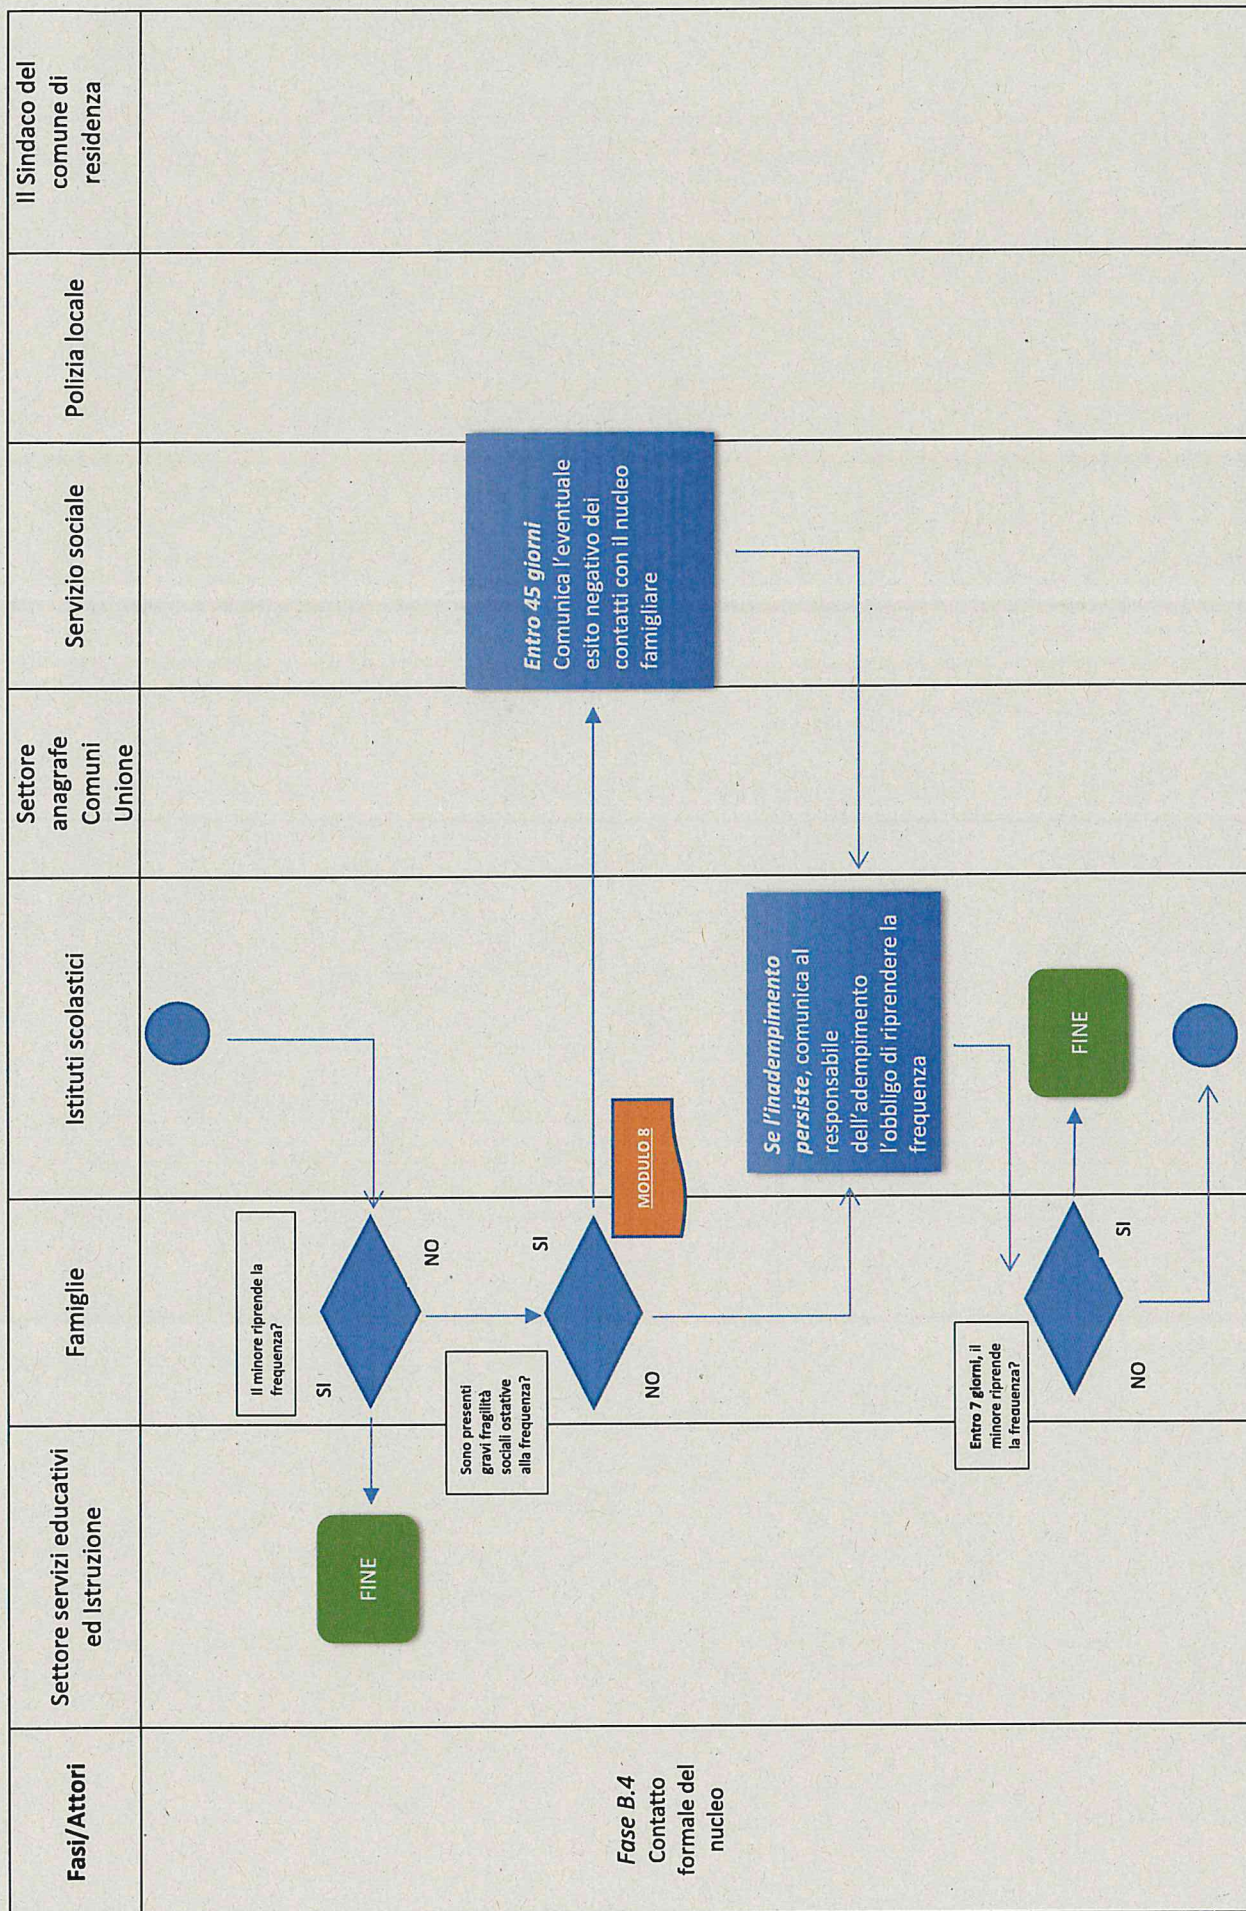 Fasi/Attori
Settore servizi educativi
ed Istruzione
Famiglie
Istituti scolastici
Settore
anagrafe
Comuni
Unione
Servizio sociale
Polizia locale
Il Sindaco del
comune di
residenza
Fase B.4
Contatto
formale del
nucleo
Il minore riprende la
frequenza?
SI
NO
FINE
Sono presenti
gravi fragilità
sociali ostative
alla frequenza?
SI
NO
MODULO 8
Entro 45 giorni
Comunica l'eventuale
esito negativo dei
contatti con il nucleo
famigliare
Se l'inadempimento
persiste, comunica al
responsabile
dell'adempimento
l'obbligo di riprendere la
frequenza
Entro 7 giorni, il
minore riprende
la frequenza?
SI
NO
FINE